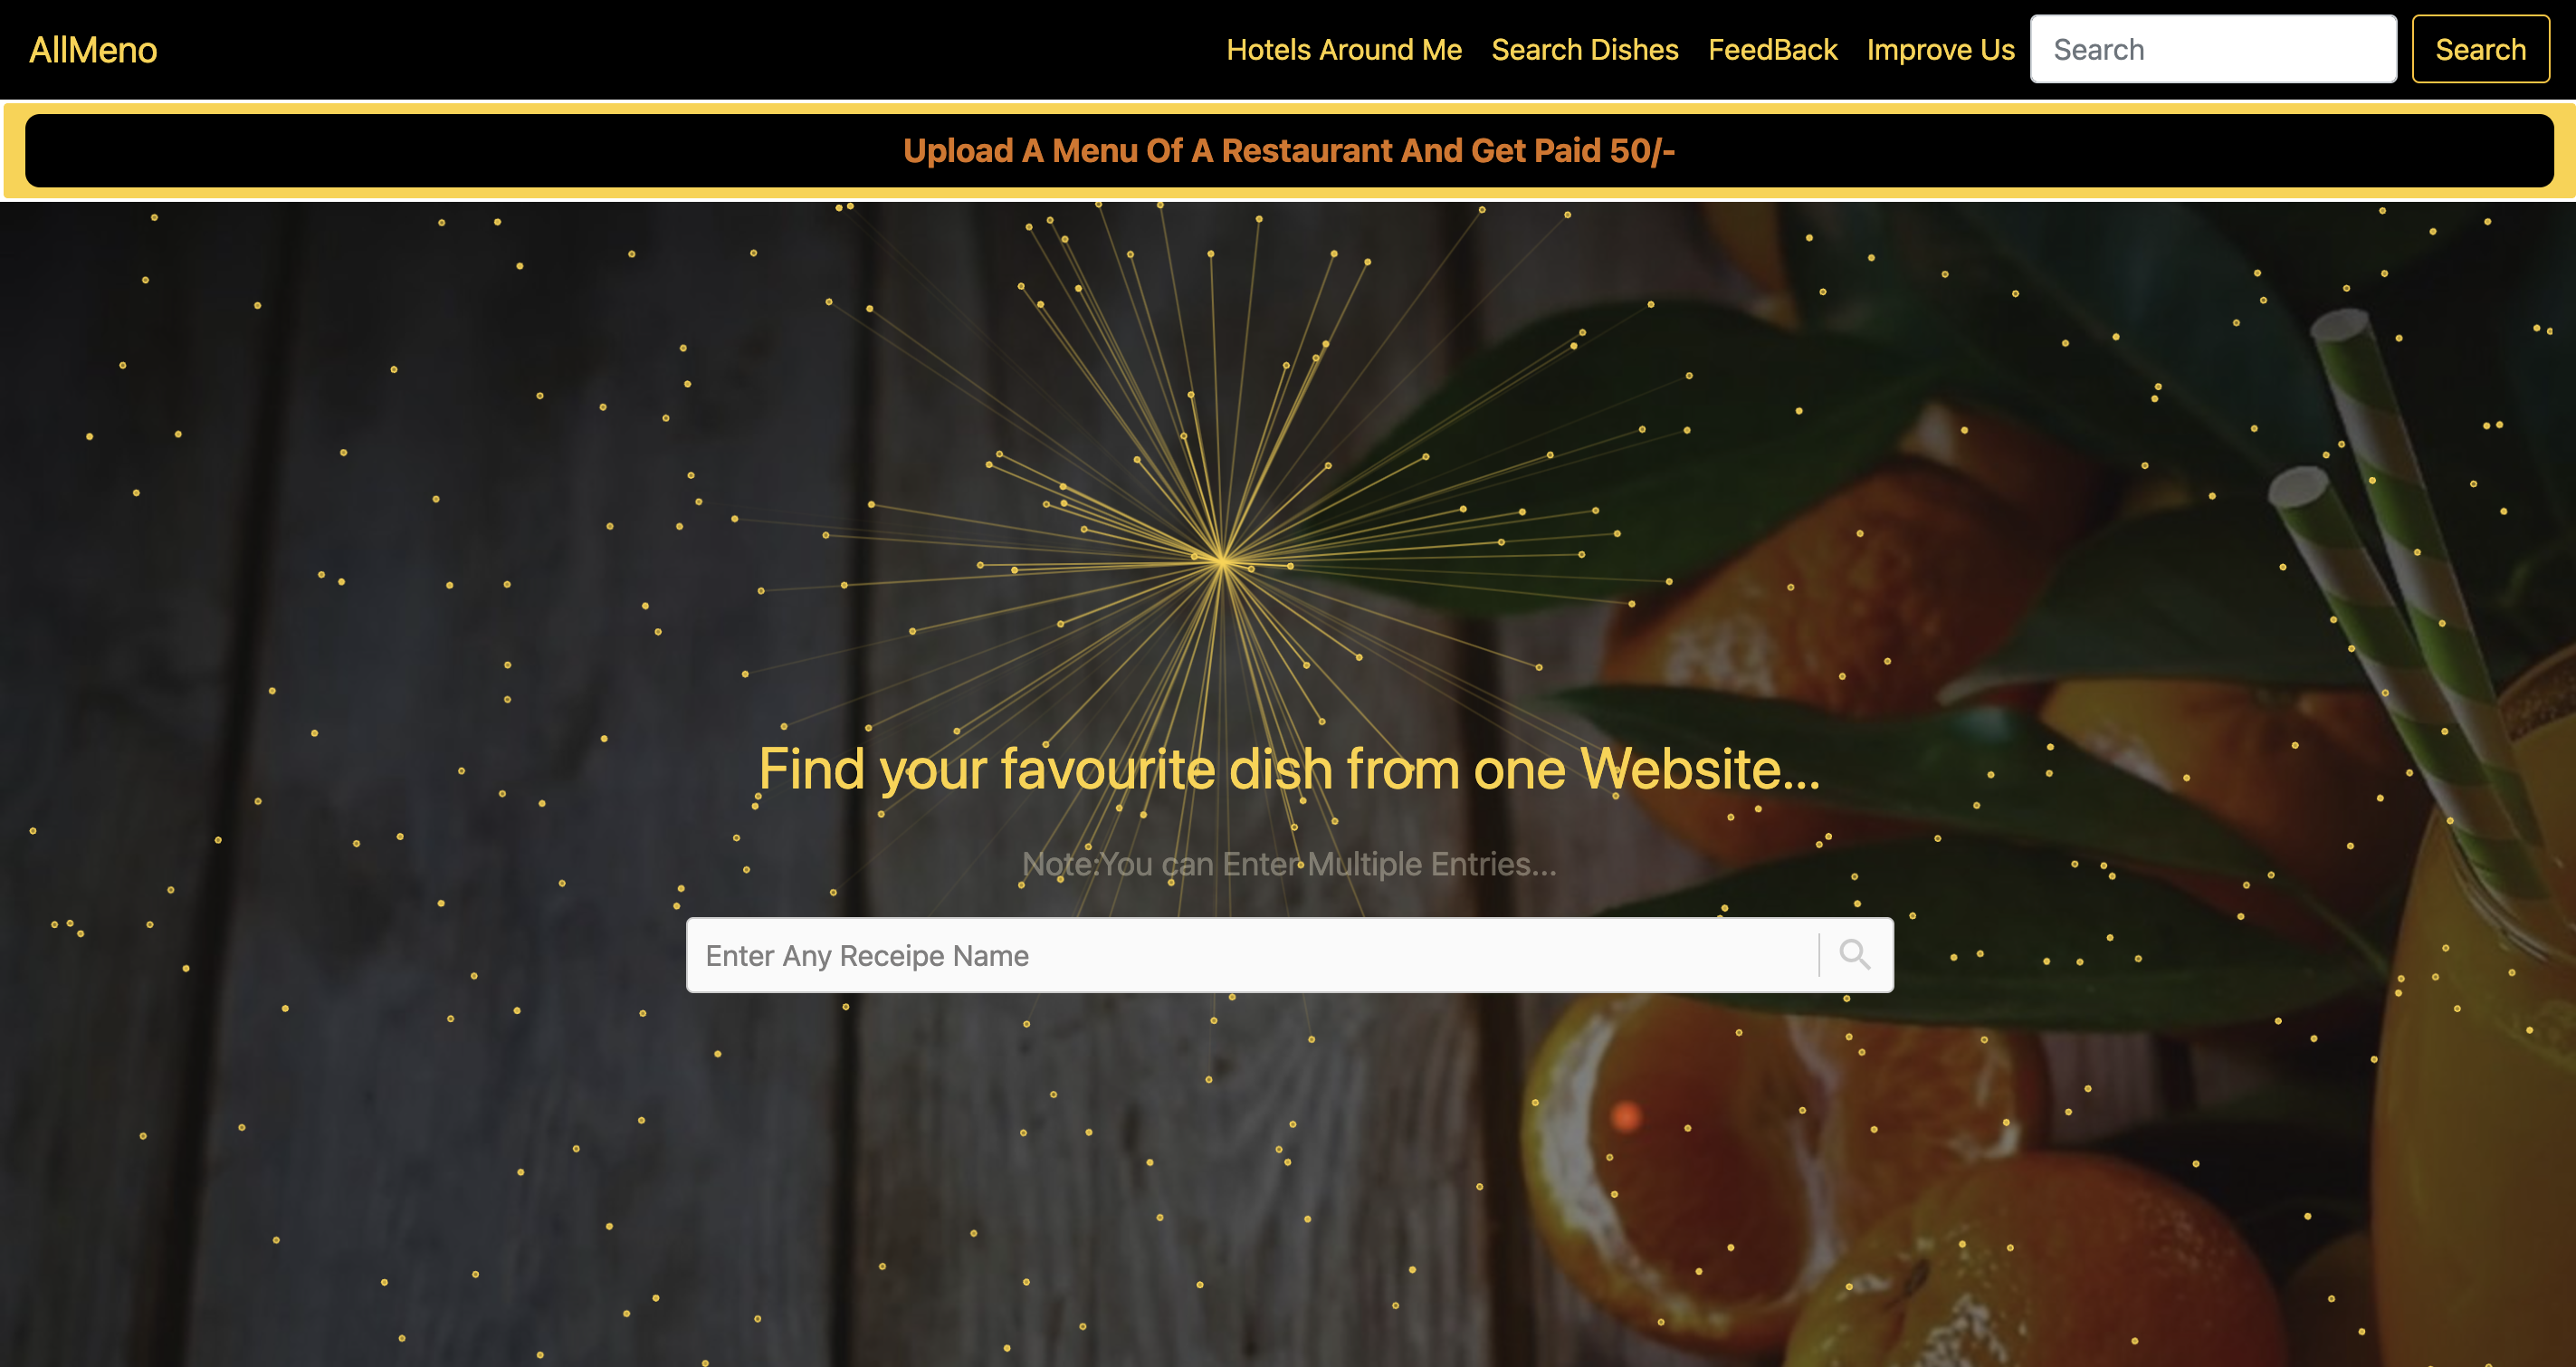 AllMeno
Hotels Around Me Search Dishes FeedBack Improve Us Search Search
Upload A Menu Of A Restaurant And Get Paid 50/-
Find your favourite dish from one Website...
Note:You can Enter Multiple Entries...
Enter Any Receipe Name